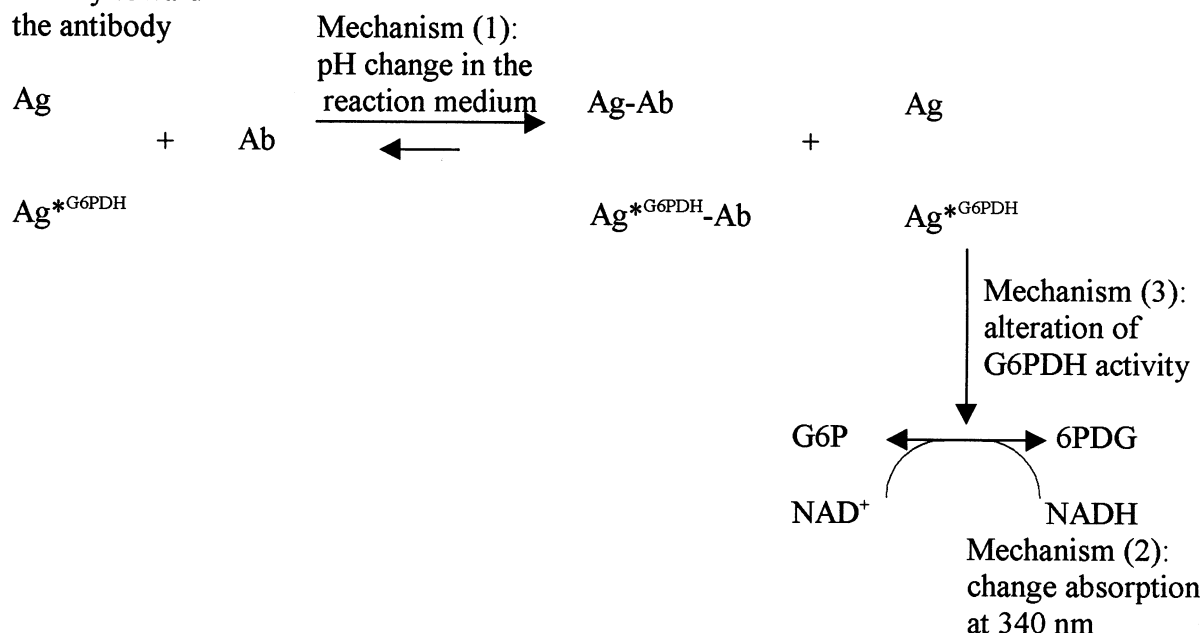 the antibody
Mechanism (1):
pH change in the
reaction medium
Ag
Ag-Ab
Ag
+
Ab
+
Ag*G6PDH
Ag*G6PDH-Ab
Ag*G6PDH
Mechanism (3):
alteration of
G6PDH activity
G6P
6PDG
NAD+
NADH
Mechanism (2):
change absorption
at 340 nm